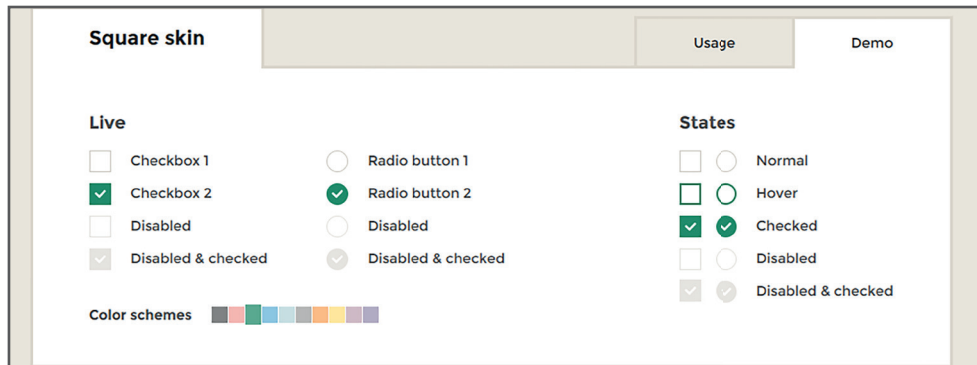 Square skin
Usage
Demo
Live
Checkbox 1
Checkbox 2
Disabled
Disabled & checked
Radio button 1
Radio button 2
Disabled
Disabled & checked
Color schemes
States
Normal
Hover
Checked
Disabled
Disabled & checked